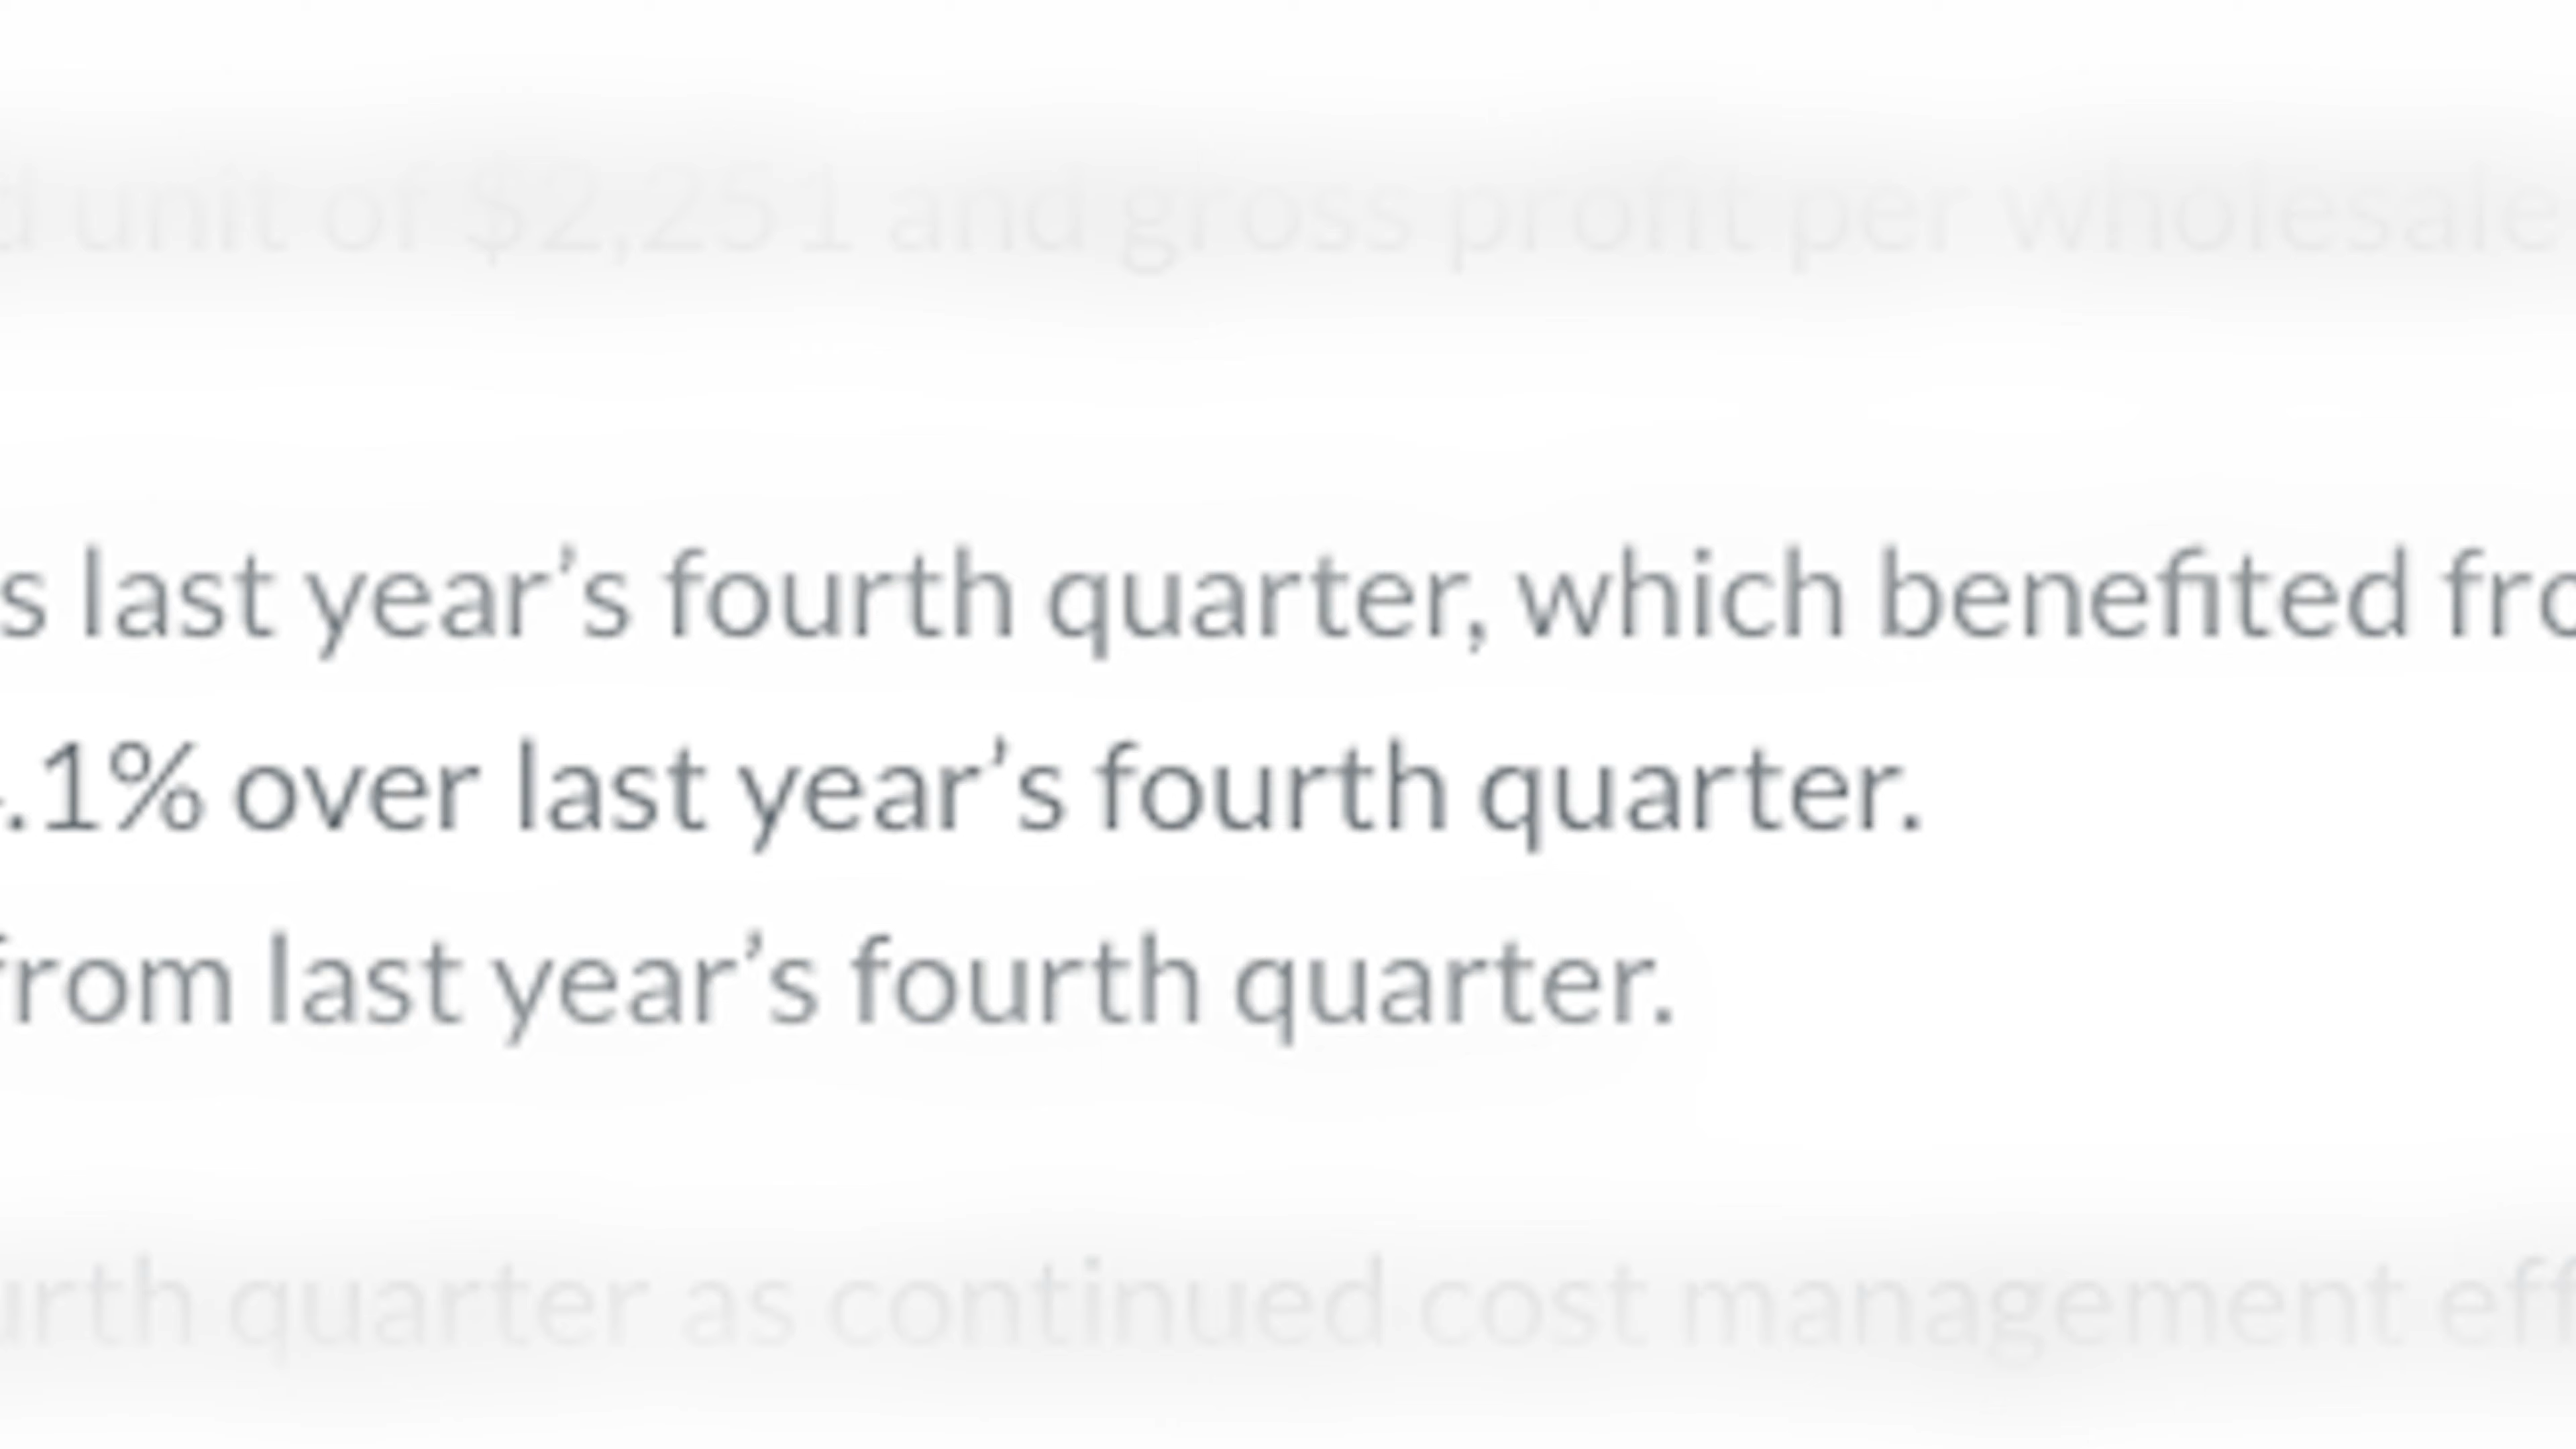 d unit of $2,251 and gross profit per wholesale
s last year’s fourth quarter, which benefited fro
.1% over last year’s fourth quarter.
from last year’s fourth quarter.
urth quarter as continued cost management eff